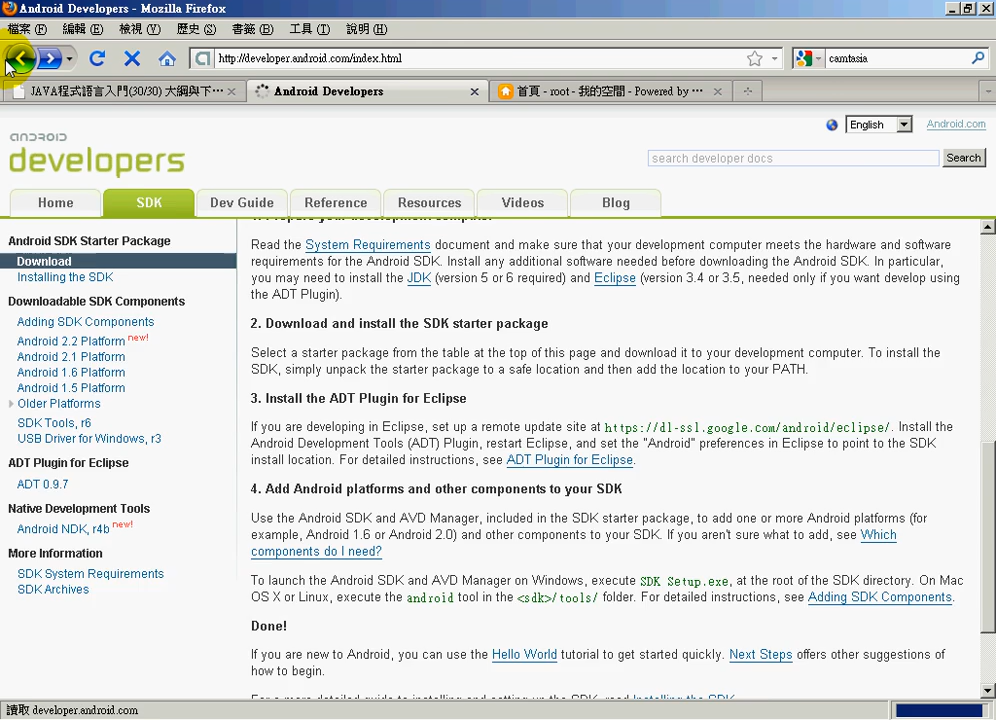 Android Developers - Mozilla Firefox
檔案(F) 編輯(E) 檢視(V) 歷史(S) 書籤(B) 工具(T) 說明(H)
http://developer.android.com/index.html
camtasia
JAVA程式語言入門(30/30) 大綱與下⋯
Android Developers
首頁 - root - 我的空間 - Powered by ⋯
English
Android.com
android
developers
search developer docs
Search
Home
SDK
Dev Guide
Reference
Resources
Videos
Blog
Android SDK Starter Package
Download
Installing the SDK
Downloadable SDK Components
Adding SDK Components
Android 2.2 Platform new!
Android 2.1 Platform
Android 1.6 Platform
Android 1.5 Platform
Older Platforms
SDK Tools, r6
USB Driver for Windows, r3
ADT Plugin for Eclipse
ADT 0.9.7
Native Development Tools
Android NDK, r4b new!
More Information
SDK System Requirements
SDK Archives
1. Prepare your development computer
Read the System Requirements document and make sure that your development computer meets the hardware and software
requirements for the Android SDK. Install any additional software needed before downloading the Android SDK. In particular,
you may need to install the JDK (version 5 or 6 required) and Eclipse (version 3.4 or 3.5, needed only if you want develop using
the ADT Plugin).
2. Download and install the SDK starter package
Select a starter package from the table at the top of this page and download it to your development computer. To install the
SDK, simply unpack the starter package to a safe location and then add the location to your PATH.
3. Install the ADT Plugin for Eclipse
If you are developing in Eclipse, set up a remote update site at https://dl-ssl.google.com/android/eclipse/. Install the
Android Development Tools (ADT) Plugin, restart Eclipse, and set the "Android" preferences in Eclipse to point to the SDK
install location. For detailed instructions, see ADT Plugin for Eclipse.
4. Add Android platforms and other components to your SDK
Use the Android SDK and AVD Manager, included in the SDK starter package, to add one or more Android platforms (for
example, Android 1.6 or Android 2.0) and other components to your SDK. If you aren't sure what to add, see Which
components do I need?
To launch the Android SDK and AVD Manager on Windows, execute SDK Setup.exe, at the root of the SDK directory. On Mac
OS X or Linux, execute the android tool in the <sdk>/tools/ folder. For detailed instructions, see Adding SDK Components.
Done!
If you are new to Android, you can use the Hello World tutorial to get started quickly. Next Steps offers other suggestions of
how to begin.
For a more detailed guide to installing and setting up the SDK, read Installing the SDK.
讀取 developer.android.com